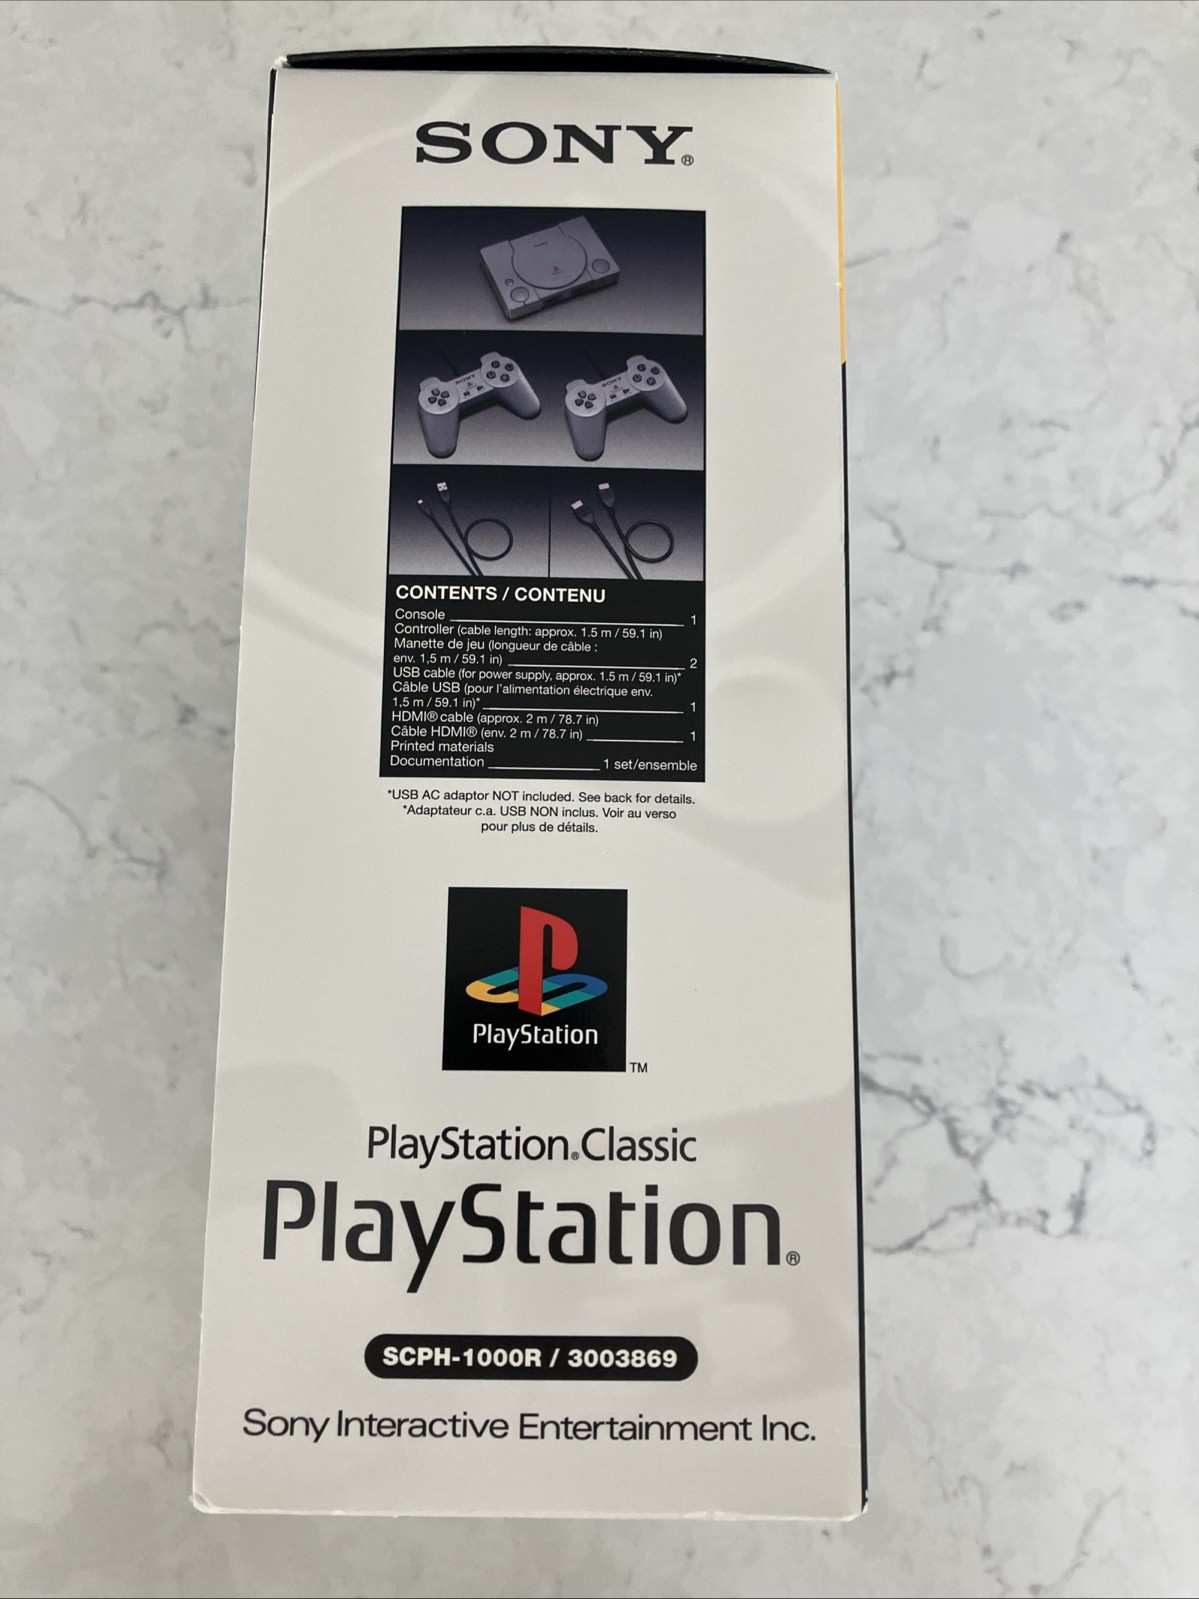 SONY®
CONTENTS / CONTENU
Console 1
Controller (cable length: approx. 1.5 m / 59.1 in)
Manette de jeu (longueur de câble :
env. 1,5 m / 59.1 in) 2
USB cable (for power supply, approx. 1.5 m / 59.1 in)*
Câble USB (pour l'alimentation électrique env.
1,5 m / 59.1 in)* 1
HDMI® cable (approx. 2 m / 78.7 in)
Câble HDMI® (env. 2 m / 78.7 in) 1
Printed materials
Documentation 1 set/ensemble
*USB AC adaptor NOT included. See back for details.
*Adaptateur c.a. USB NON inclus. Voir au verso
pour plus de détails.
PlayStation
TM
PlayStation®Classic
PlayStation®
SCPH-1000R / 3003869
Sony Interactive Entertainment Inc.